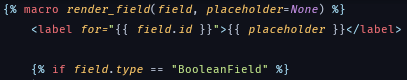 {% macro render_field(field, placeholder=None) %}
<label for="{{ field.id }}">{{ placeholder }}</label>
{% if field.type == "BooleanField" %}